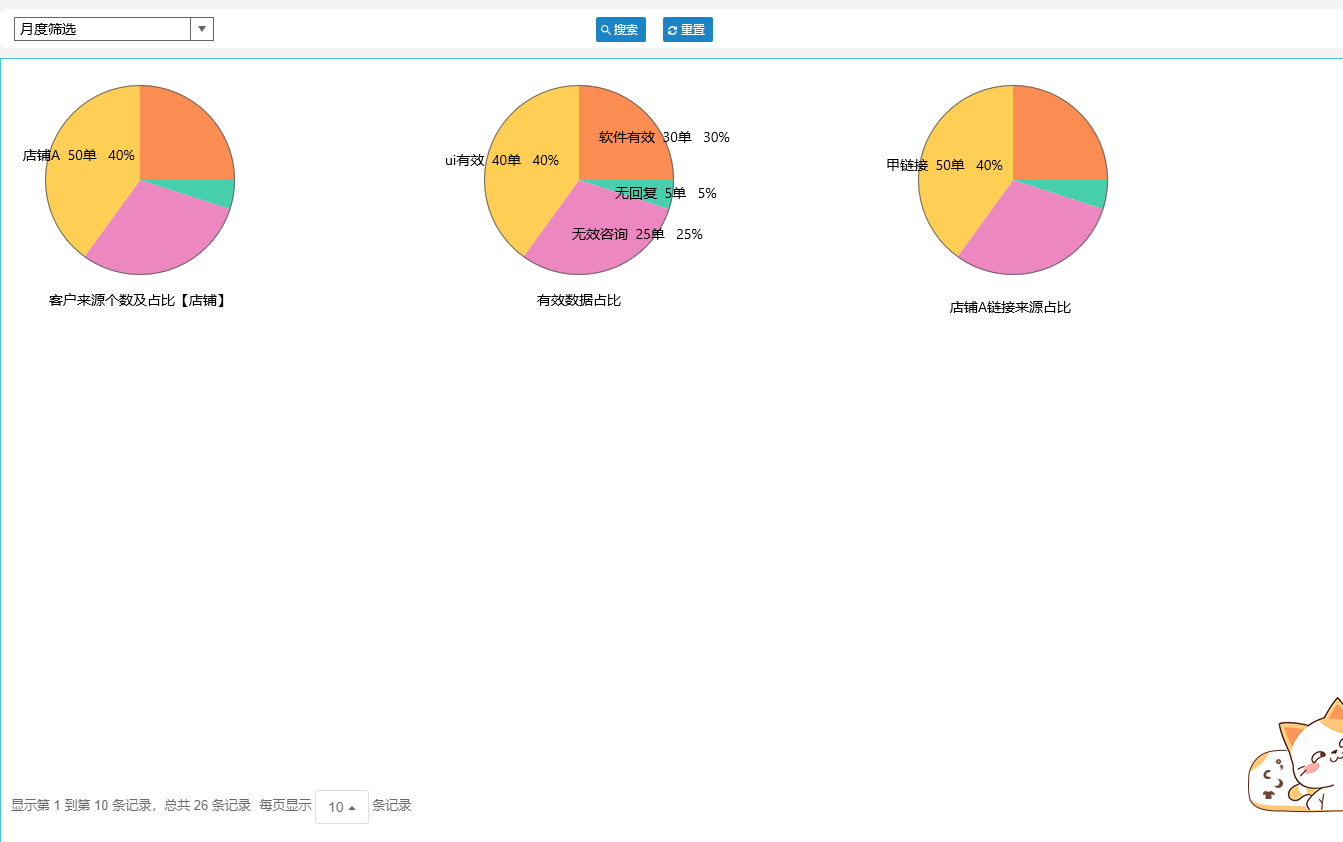 月度筛选
搜索
重置
店铺A 50单 40%
客户来源个数及占比【店铺】
ui有效 40单 40%
软件有效 30单 30%
无回复 5单 5%
无效咨询 25单 25%
有效数据占比
甲链接 50单 40%
店铺A链接来源占比
显示第 1 到第 10 条记录，总共 26 条记录 每页显示 10 条记录